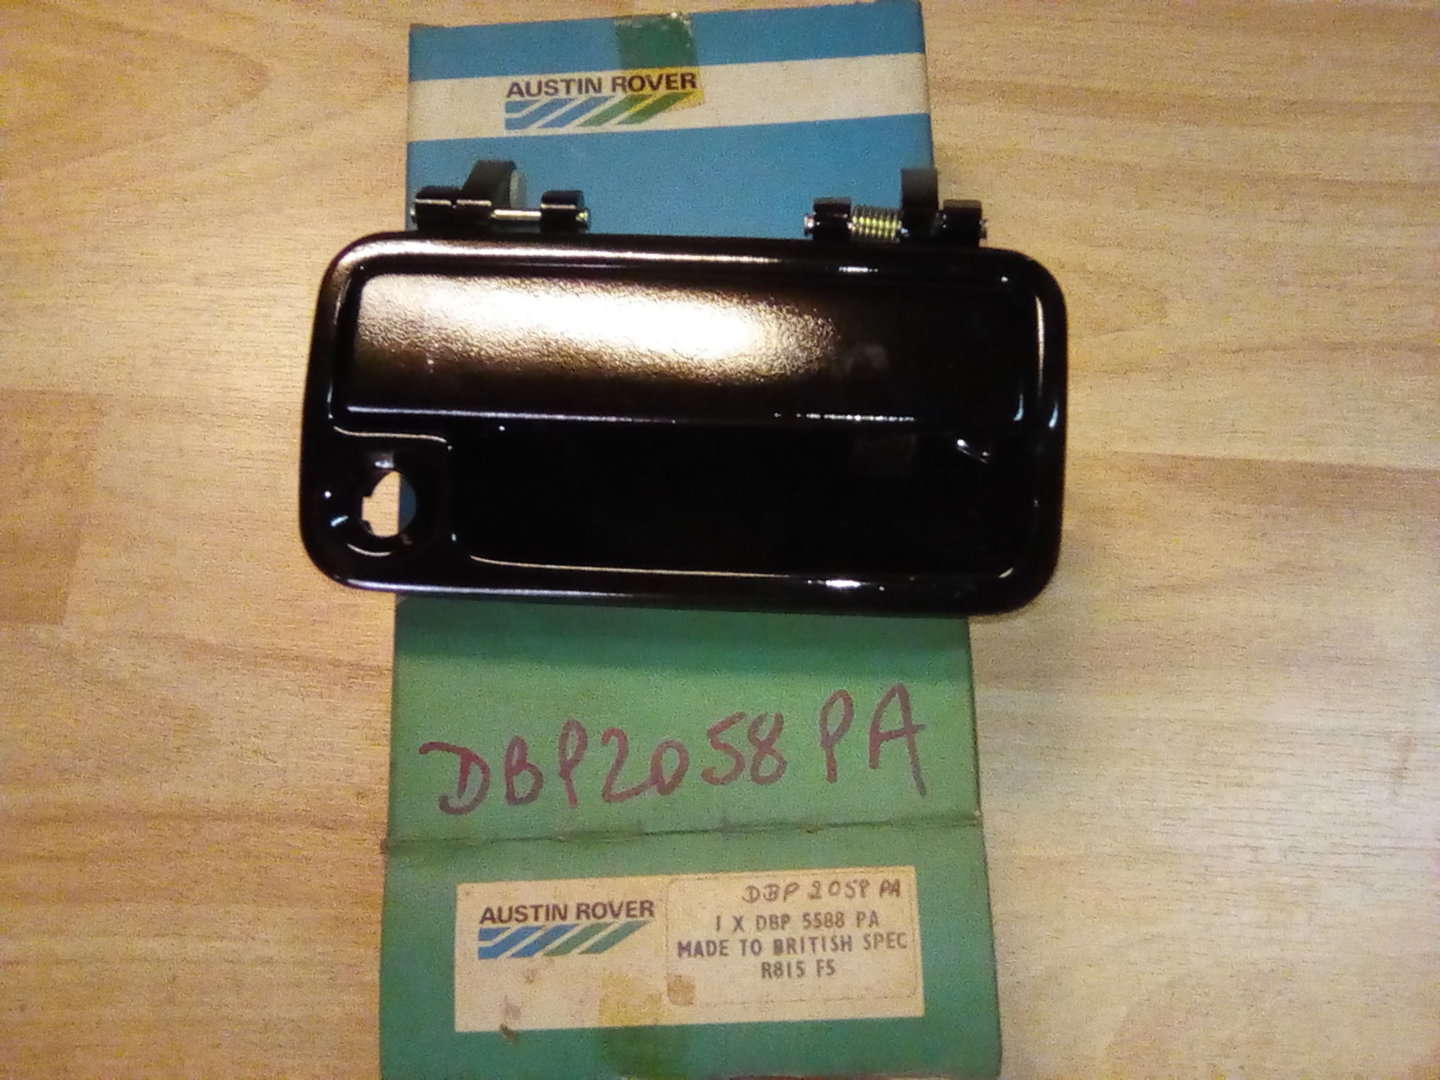 AUSTIN ROVER
DBP2058PA
AUSTIN ROVER
DBP 2058 PA
1 X DBP 5588 PA
MADE TO BRITISH SPEC
R815 F5